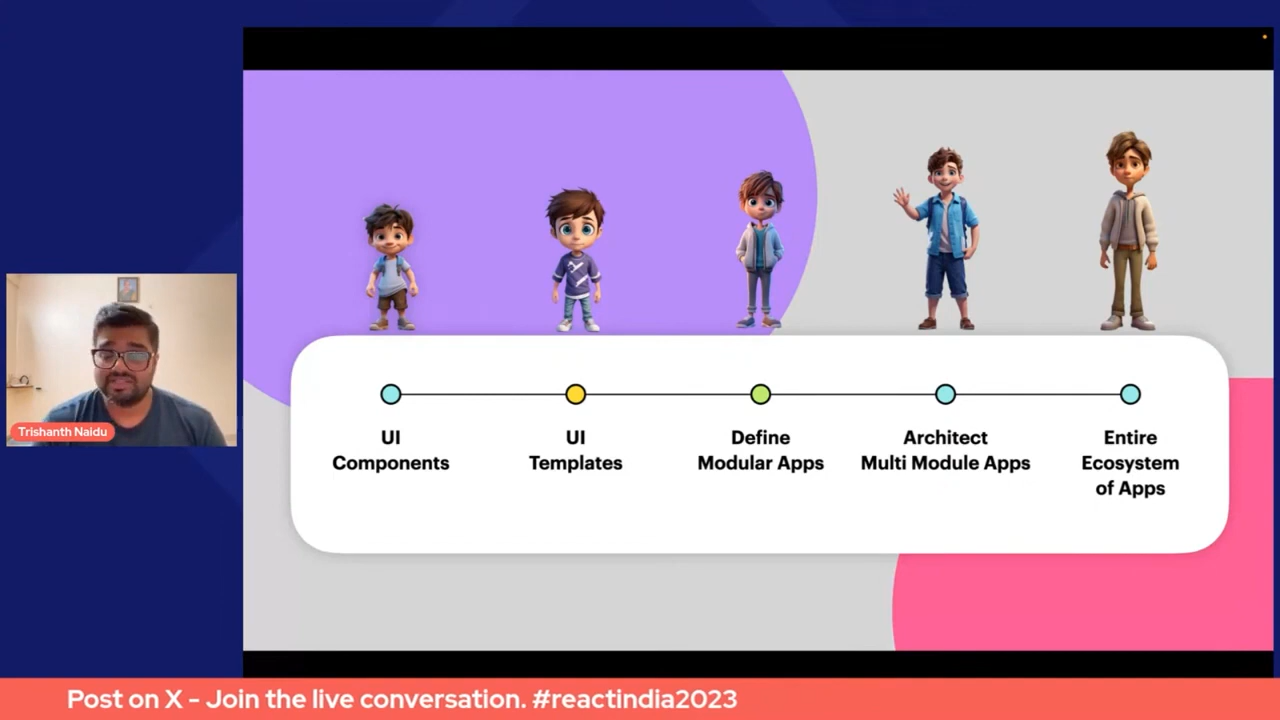 Trishanth Naidu
UI
Components
UI
Templates
Define
Modular Apps
Architect
Multi Module Apps
Entire
Ecosystem
of Apps
Post on X - Join the live conversation. #reactindia2023